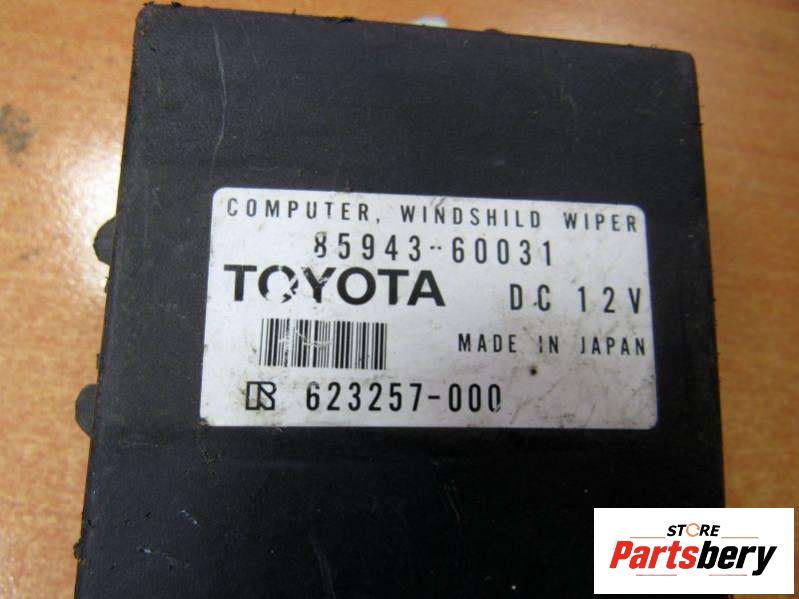 COMPUTER, WINDSHILD WIPER
85943-60031
TOYOTA DC 12V
MADE IN JAPAN
R 623257-000
STORE
Partsbery